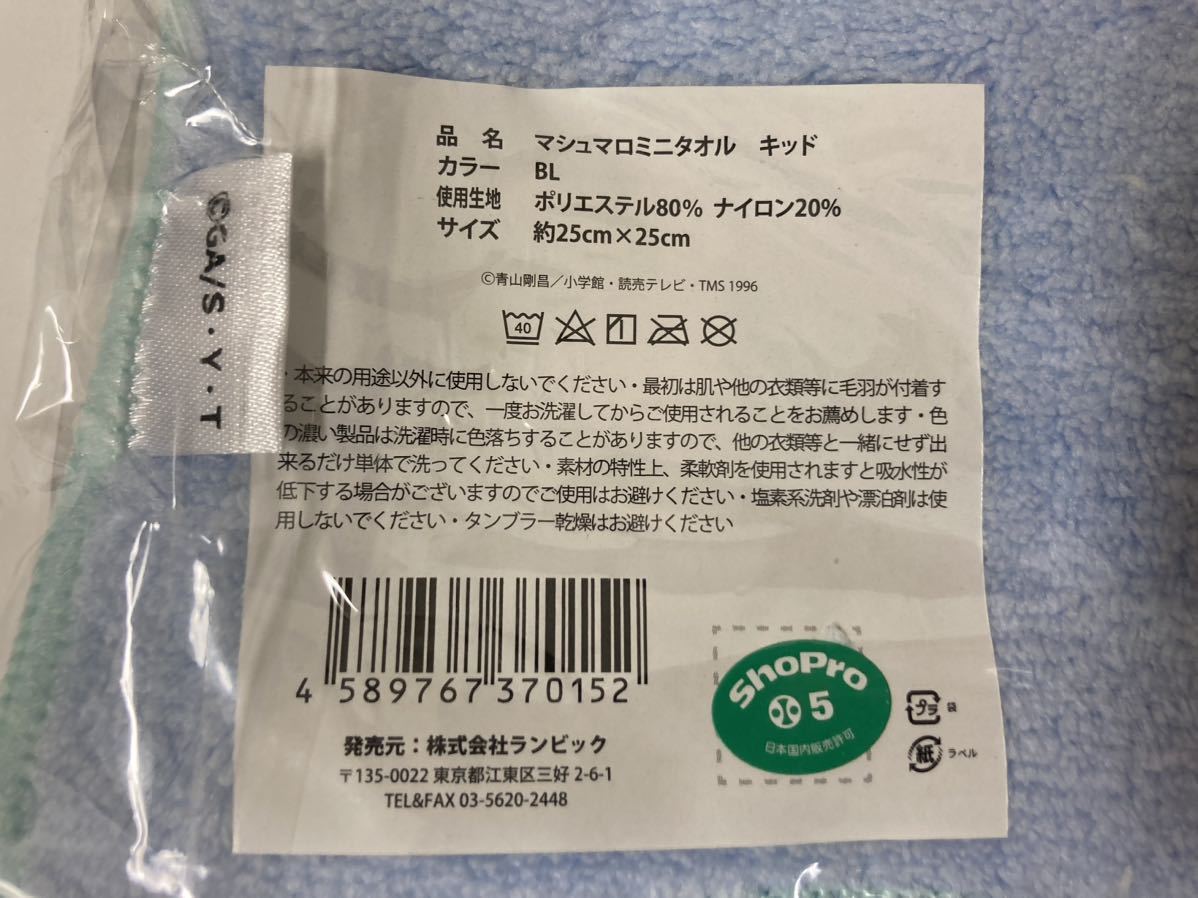 品 名 マシュマロミニタオル キッド
カラー BL
使用生地 ポリエステル80% ナイロン20%
サイズ 約25cm×25cm
©青山剛昌／小学館・読売テレビ・TMS 1996
40
・本来の用途以外に使用しないでください・最初は肌や他の衣類等に毛羽が付着す
ることがありますので、一度お洗濯してからご使用されることをお薦めします・色
の濃い製品は洗濯時に色落ちすることがありますので、他の衣類等と一緒にせず出
来るだけ単体で洗ってください・素材の特性上、柔軟剤を使用されますと吸水性が
低下する場合がございますのでご使用はお避けください・塩素系洗剤や漂泊剤は使
用しないでください・タンブラー乾燥はお避けください
4 589767 370152
発売元：株式会社ランビック
〒135-0022 東京都江東区三好 2-6-1
TEL&FAX 03-5620-2448
ShoPro
5
日本国内販売許可
プラ 袋
紙 ラベル
©GA/S・Y・T